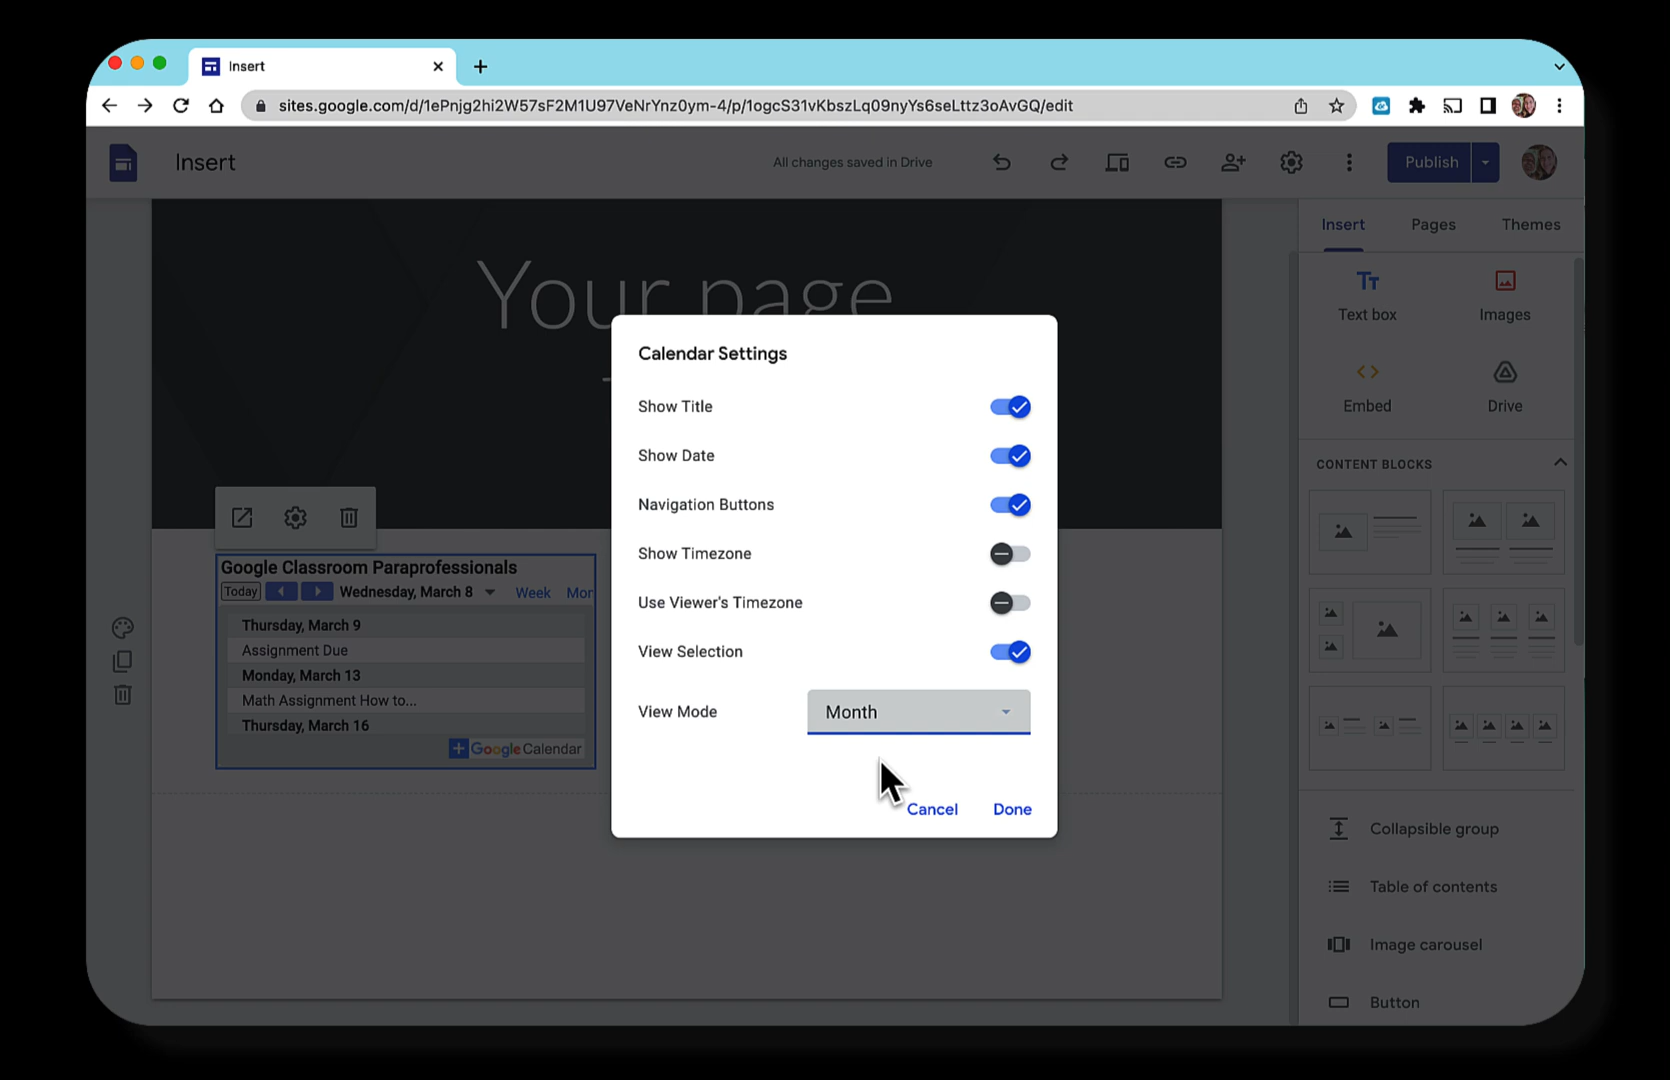 Insert
sites.google.com/d/1ePnjg2hi2W57sF2M1U97VeNrYnz0ym-4/p/1ogcS31vKbszLq09nyYs6seLttz3oAvGQ/edit
Insert
All changes saved in Drive
Publish
Insert Pages Themes
Your page
Text box Images
Embed Drive
CONTENT BLOCKS
Calendar Settings
Show Title
Show Date
Navigation Buttons
Show Timezone
Use Viewer's Timezone
View Selection
View Mode Month
Cancel Done
Google Classroom Paraprofessionals
Today Wednesday, March 8 Week Mor
Thursday, March 9
Assignment Due
Monday, March 13
Math Assignment How to...
Thursday, March 16
Google Calendar
Collapsible group
Table of contents
Image carousel
Button